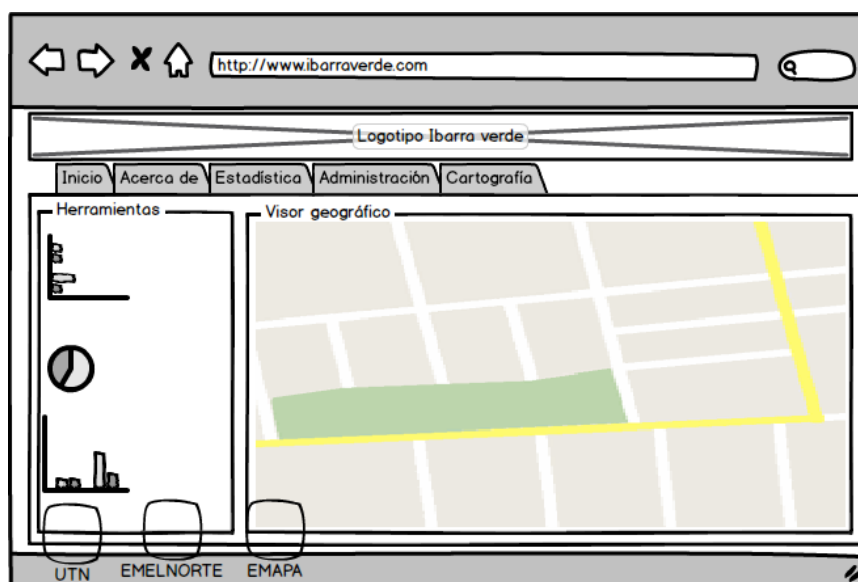 http://www.ibarraverde.com
Logotipo Ibarra verde
Inicio Acerca de Estadística Administración Cartografía
Herramientas Visor geográfico
UTN EMELNORTE EMAPA